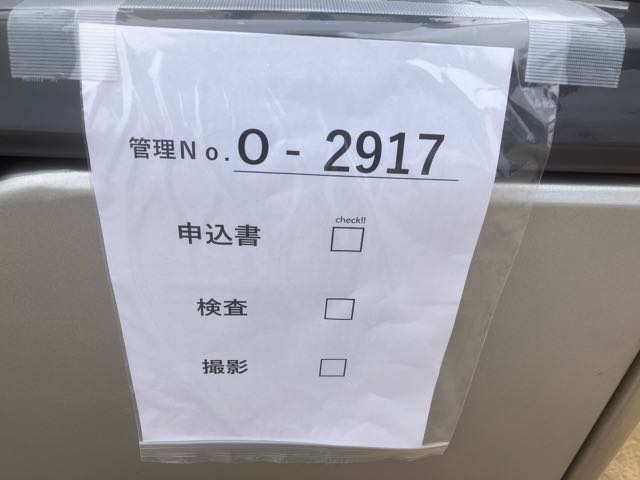 管理No. O - 2917
check!!
申込書 □
検査 □
撮影 □